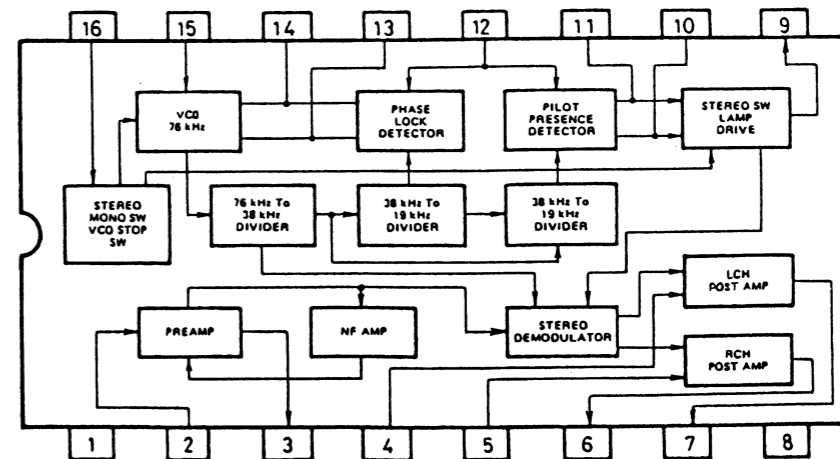 16 15 14 13 12 11 10 9
VCO
76 kHz
PHASE
LOCK
DETECTOR
PILOT
PRESENCE
DETECTOR
STEREO SW
LAMP
DRIVE
STEREO
MONO SW
VCO STOP
SW
76 kHz To
38 kHz
DIVIDER
38 kHz To
19 kHz
DIVIDER
38 kHz To
19 kHz
DIVIDER
PREAMP
NF AMP
STEREO
DEMODULATOR
LCH
POST AMP
RCH
POST AMP
1 2 3 4 5 6 7 8